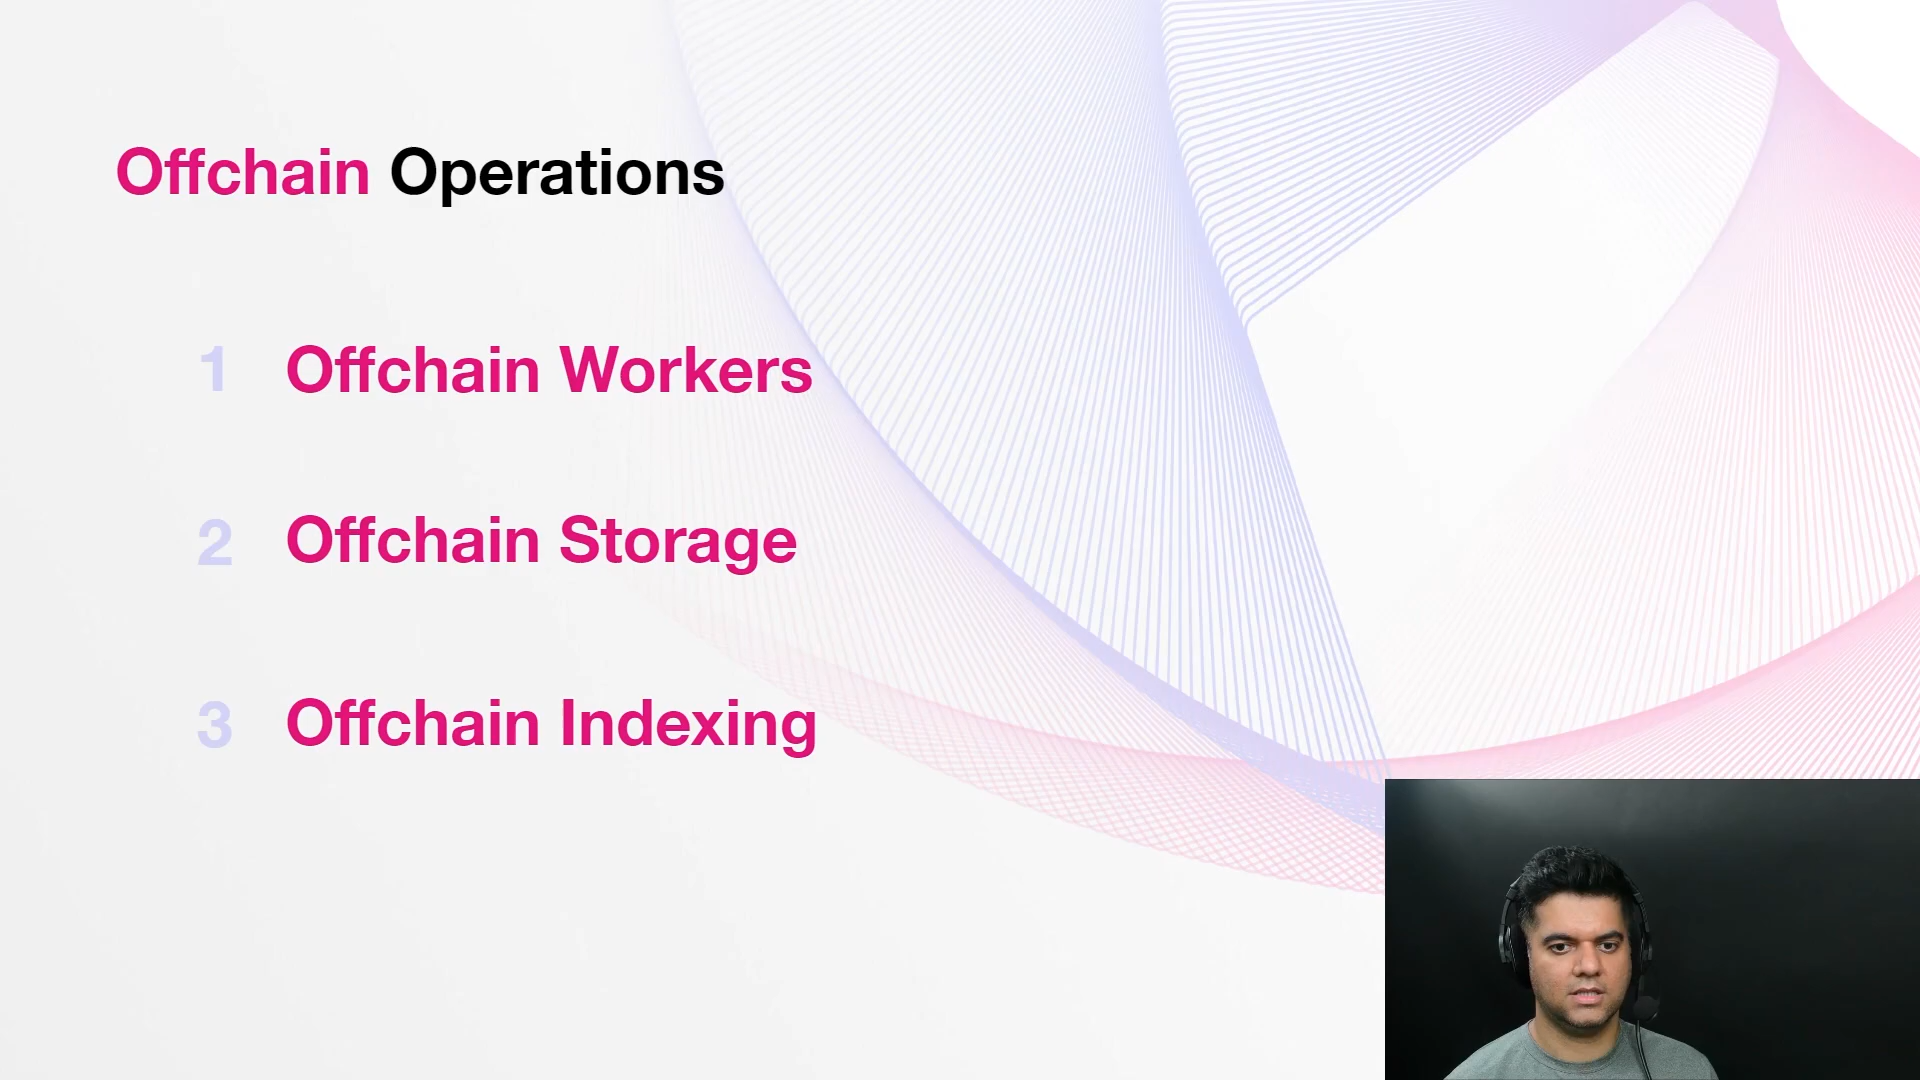 Offchain Operations
1 Offchain Workers
2 Offchain Storage
3 Offchain Indexing